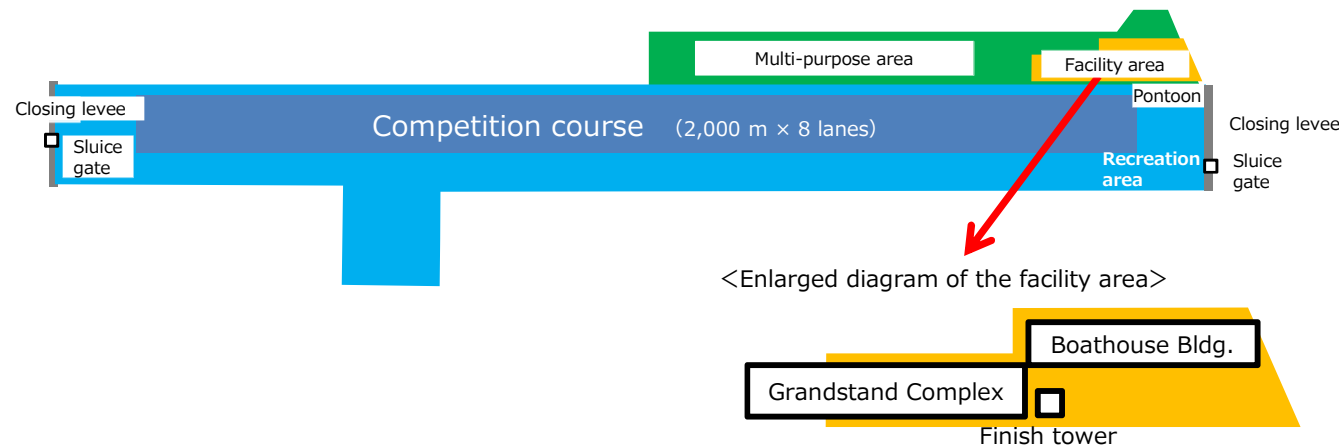 Multi-purpose area
Facility area
Closing levee
Pontoon
Competition course (2,000 m × 8 lanes)
Closing levee
Sluice
gate
Recreation
area
Sluice
gate
<Enlarged diagram of the facility area>
Boathouse Bldg.
Grandstand Complex
Finish tower